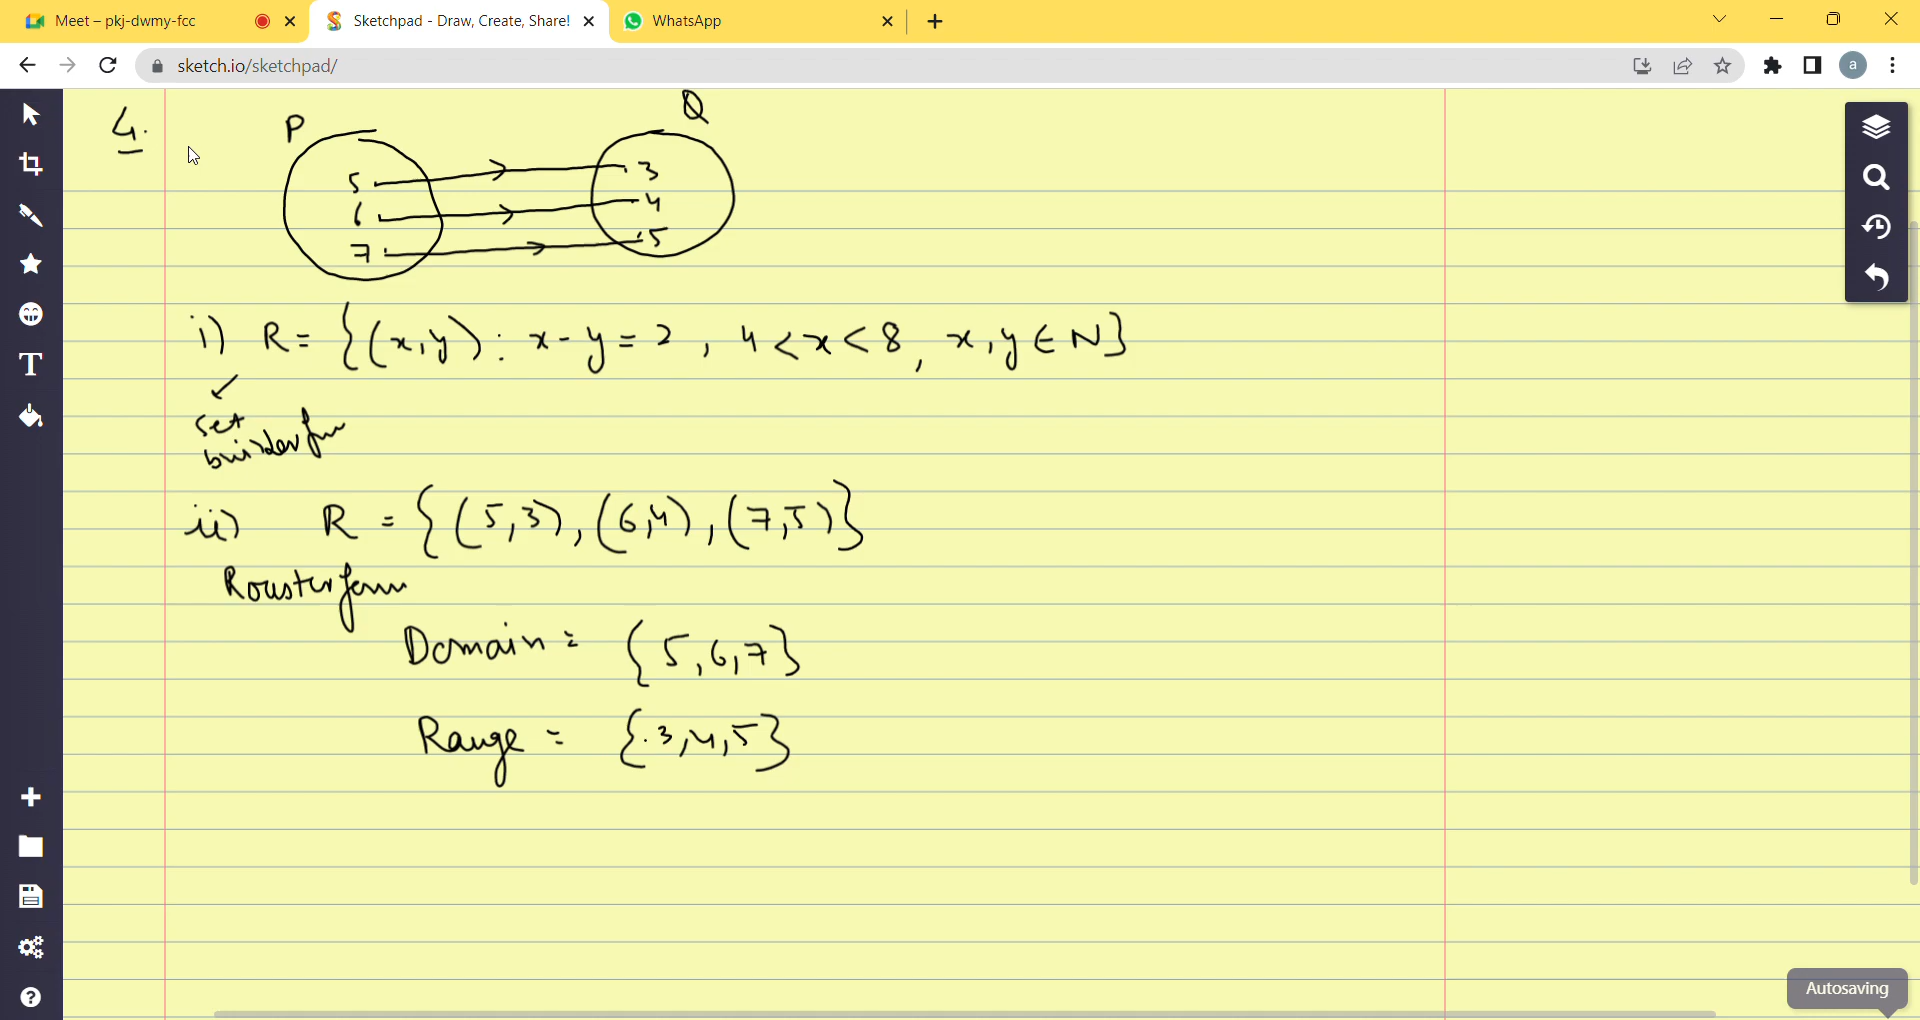 Meet – pkj-dwmy-fcc
Sketchpad - Draw, Create, Share!
WhatsApp
sketch.io/sketchpad/
a
4.
P
Q
5
3
6
4
7
5
i) R = {(x,y) : x - y = 2 , 4 < x < 8, x,y ∈ N}
set
builder form
ii) R = {(5,3), (6,4), (7,5)}
Rouster form
Domain = {5,6,7}
Range = {3,4,5}
T
Autosaving